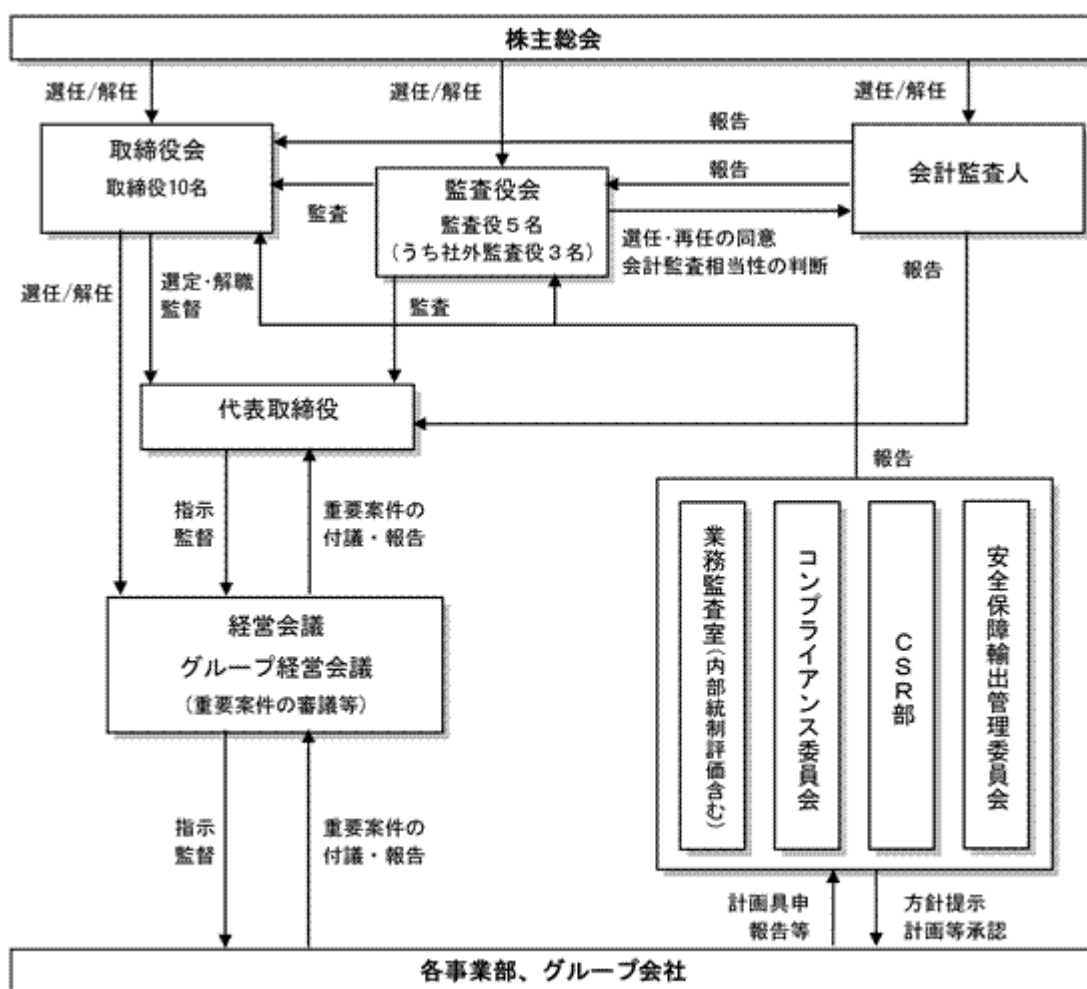 株主総会
選任/解任
選任/解任
選任/解任
取締役会
取締役10名
報告
会計監査人
監査役会
監査役５名
（うち社外監査役３名）
監査
報告
選任・再任の同意
会計監査相当性の判断
選任/解任
選定・解職
監督
監査
報告
代表取締役
報告
指示
監督
重要案件の
付議・報告
経営会議
グループ経営会議
（重要案件の審議等）
業務監査室（内部統制評価含む）
コンプライアンス委員会
ＣＳＲ部
安全保障輸出管理委員会
指示
監督
重要案件の
付議・報告
計画具申
報告等
方針提示
計画等承認
各事業部、グループ会社